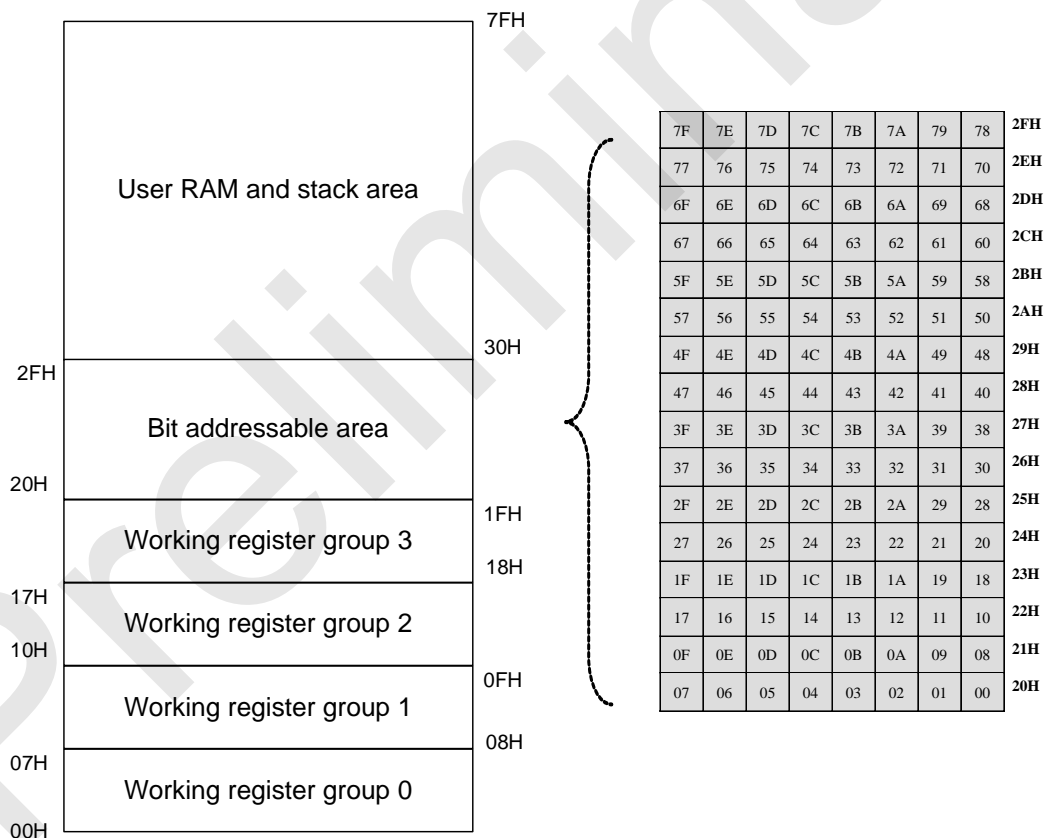 7FH
User RAM and stack area
30H
2FH
Bit addressable area
20H
1FH
Working register group 3
18H
17H
Working register group 2
10H
0FH
Working register group 1
08H
07H
Working register group 0
00H
7F 7E 7D 7C 7B 7A 79 78 2FH
77 76 75 74 73 72 71 70 2EH
6F 6E 6D 6C 6B 6A 69 68 2DH
67 66 65 64 63 62 61 60 2CH
5F 5E 5D 5C 5B 5A 59 58 2BH
57 56 55 54 53 52 51 50 2AH
4F 4E 4D 4C 4B 4A 49 48 29H
47 46 45 44 43 42 41 40 28H
3F 3E 3D 3C 3B 3A 39 38 27H
37 36 35 34 33 32 31 30 26H
2F 2E 2D 2C 2B 2A 29 28 25H
27 26 25 24 23 22 21 20 24H
1F 1E 1D 1C 1B 1A 19 18 23H
17 16 15 14 13 12 11 10 22H
0F 0E 0D 0C 0B 0A 09 08 21H
07 06 05 04 03 02 01 00 20H
Prelimina